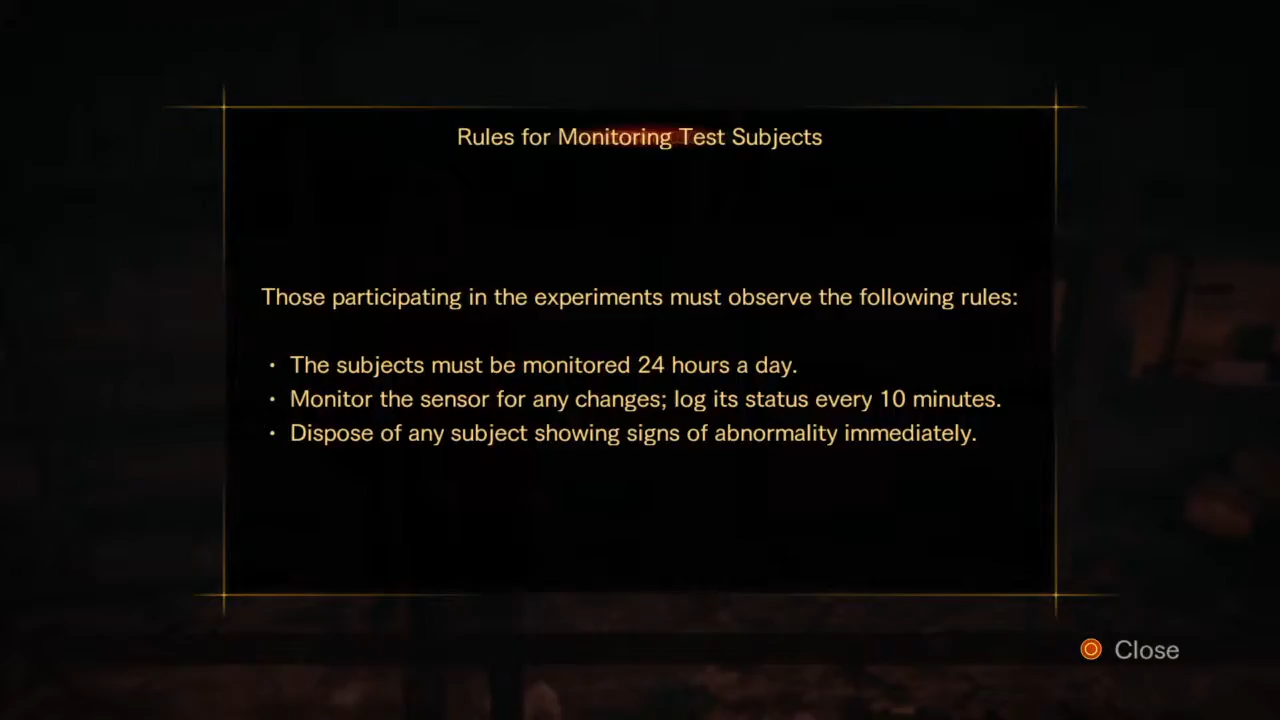 Rules for Monitoring Test Subjects
Those participating in the experiments must observe the following rules:
・ The subjects must be monitored 24 hours a day.
・ Monitor the sensor for any changes; log its status every 10 minutes.
・ Dispose of any subject showing signs of abnormality immediately.
Close